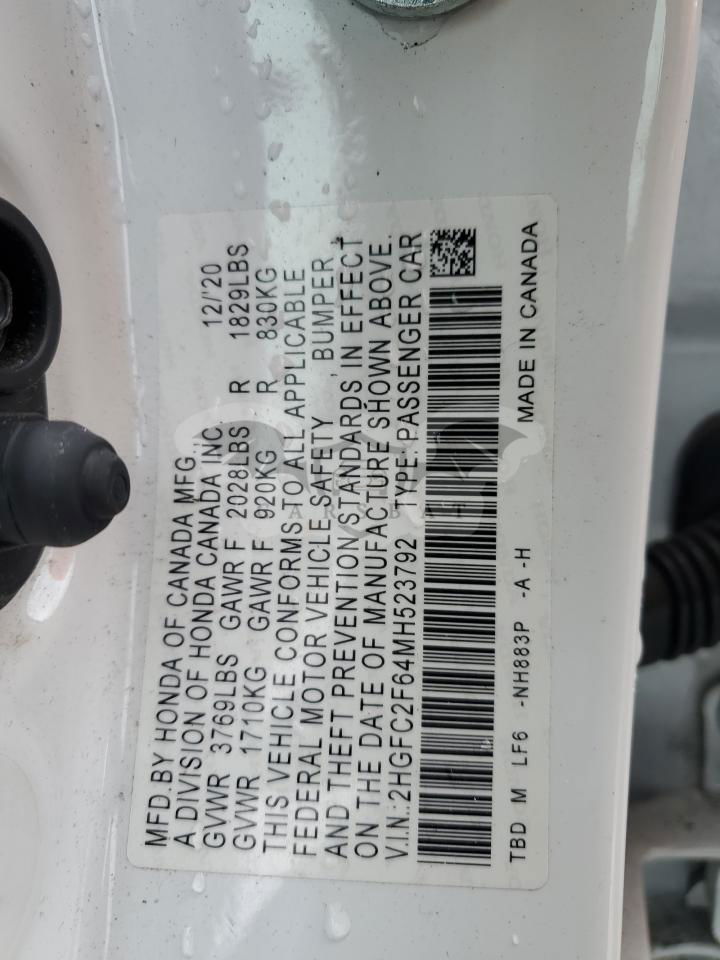 MFD.BY HONDA OF CANADA MFG.,
A DIVISION OF HONDA CANADA INC. 12/'20
GVWR 3769LBS GAWR F 2028LBS R 1829LBS
GVWR 1710KG GAWR F 920KG R 830KG
THIS VEHICLE CONFORMS TO ALL APPLICABLE
FEDERAL MOTOR VEHICLE SAFETY , BUMPER ,
AND THEFT PREVENTION STANDARDS IN EFFECT
ON THE DATE OF MANUFACTURE SHOWN ABOVE.
V.I.N.:2HGFC2F64MH523792 TYPE:PASSENGER CAR
TBD M LF6 -NH883P -A -H MADE IN CANADA